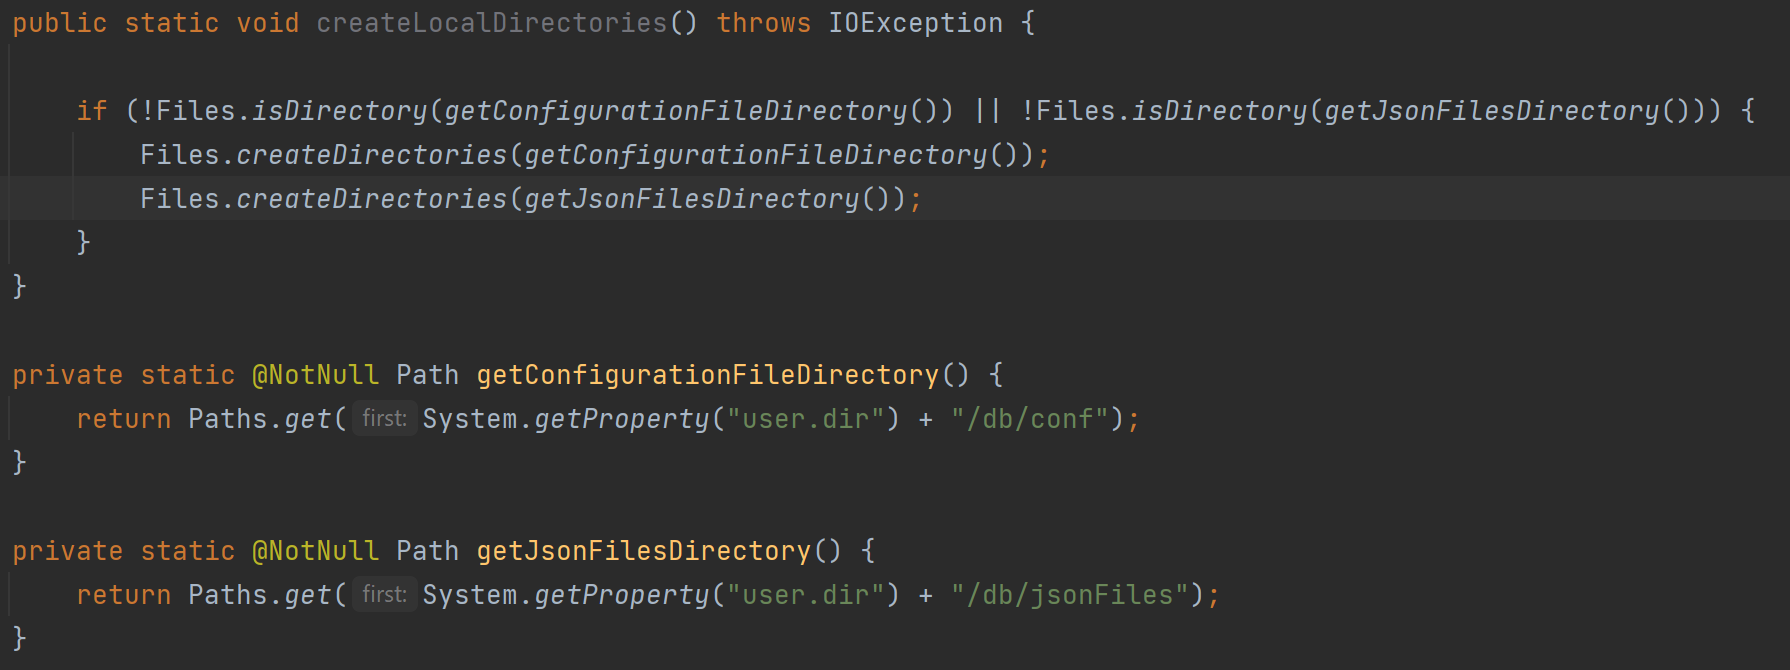 public static void createLocalDirectories() throws IOException {
if (!Files.isDirectory(getConfigurationFileDirectory()) || !Files.isDirectory(getJsonFilesDirectory())) {
Files.createDirectories(getConfigurationFileDirectory());
Files.createDirectories(getJsonFilesDirectory());
}
}
private static @NotNull Path getConfigurationFileDirectory() {
return Paths.get( first: System.getProperty("user.dir") + "/db/conf");
}
private static @NotNull Path getJsonFilesDirectory() {
return Paths.get( first: System.getProperty("user.dir") + "/db/jsonFiles");
}